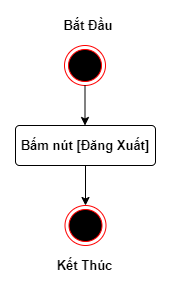 Bắt Đầu
Bấm nút [Đăng Xuất]
Kết Thúc